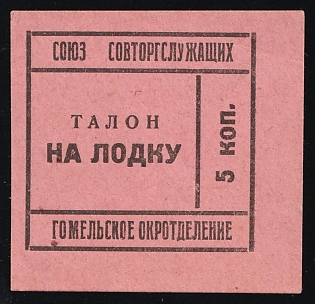 СОЮЗ СОВТОРГСЛУЖАЩИХ
ТАЛОН
НА ЛОДКУ
5 коп.
ГОМЕЛЬСКОЕ ОКРОТДЕЛЕНИЕ